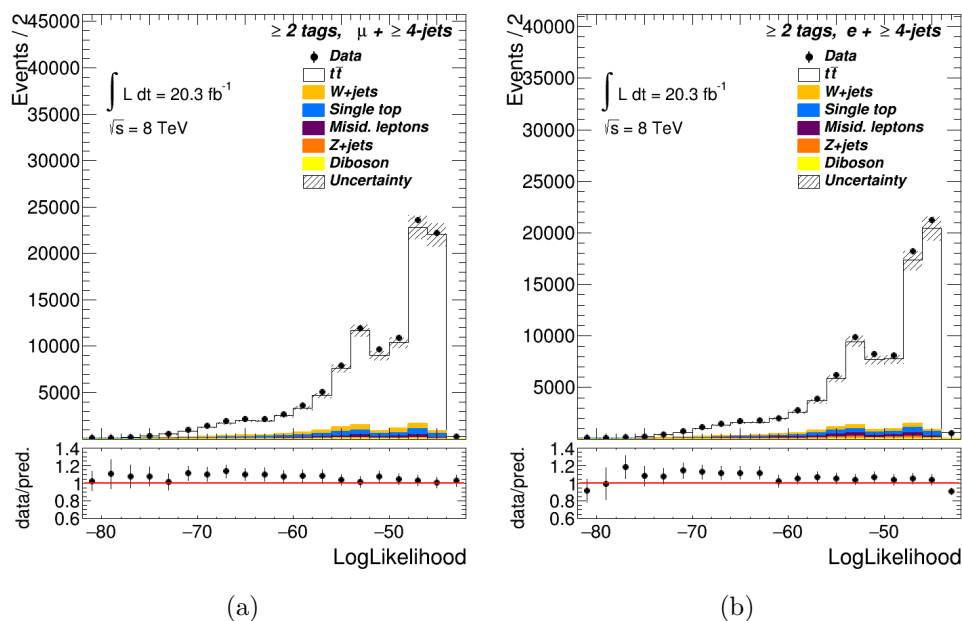 ≥ 2 tags, μ + ≥ 4-jets
Events / 2
45000
40000
35000
30000
25000
20000
15000
10000
5000
∫ L dt = 20.3 fb⁻¹
√s = 8 TeV
Data
tt̄
W+jets
Single top
Misid. leptons
Z+jets
Diboson
Uncertainty
data/pred.
1.4
1.2
1
0.8
0.6
−80 −70 −60 −50
LogLikelihood
(a)
≥ 2 tags, e + ≥ 4-jets
Events / 2
40000
35000
30000
25000
20000
15000
10000
5000
∫ L dt = 20.3 fb⁻¹
√s = 8 TeV
Data
tt̄
W+jets
Single top
Misid. leptons
Z+jets
Diboson
Uncertainty
data/pred.
1.4
1.2
1
0.8
0.6
−80 −70 −60 −50
LogLikelihood
(b)